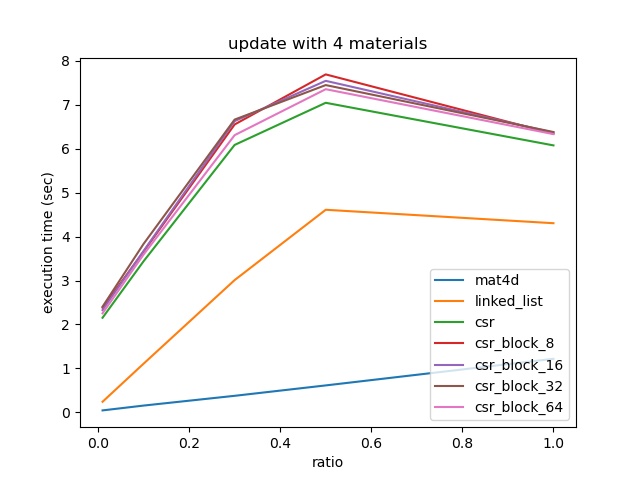 update with 4 materials
execution time (sec)
8
7
6
5
4
3
2
1
0
mat4d
linked_list
csr
csr_block_8
csr_block_16
csr_block_32
csr_block_64
0.0 0.2 0.4 0.6 0.8 1.0
ratio